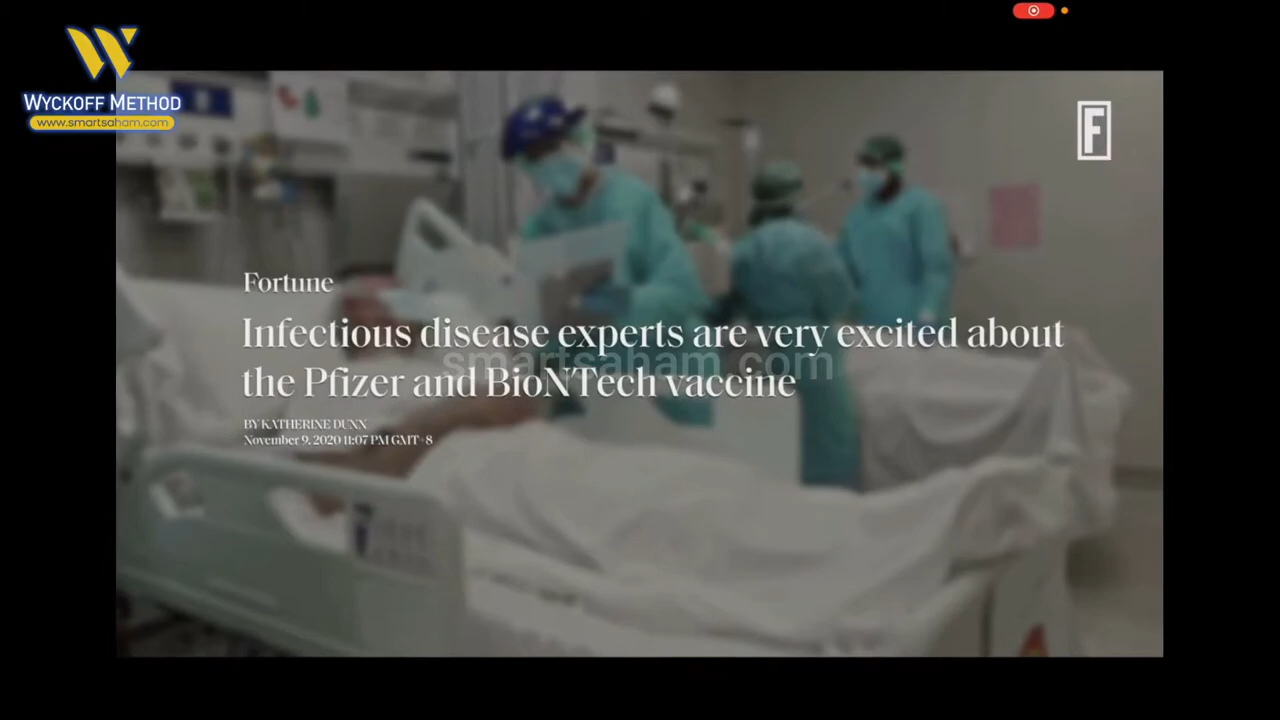 WYCKOFF METHOD
www.smartsaham.com
F
Fortune
Infectious disease experts are very excited about
smartsaham.com
the Pfizer and BioNTech vaccine
BY KATHERINE DUNN
November 9, 2020 11:07 PM GMT+8